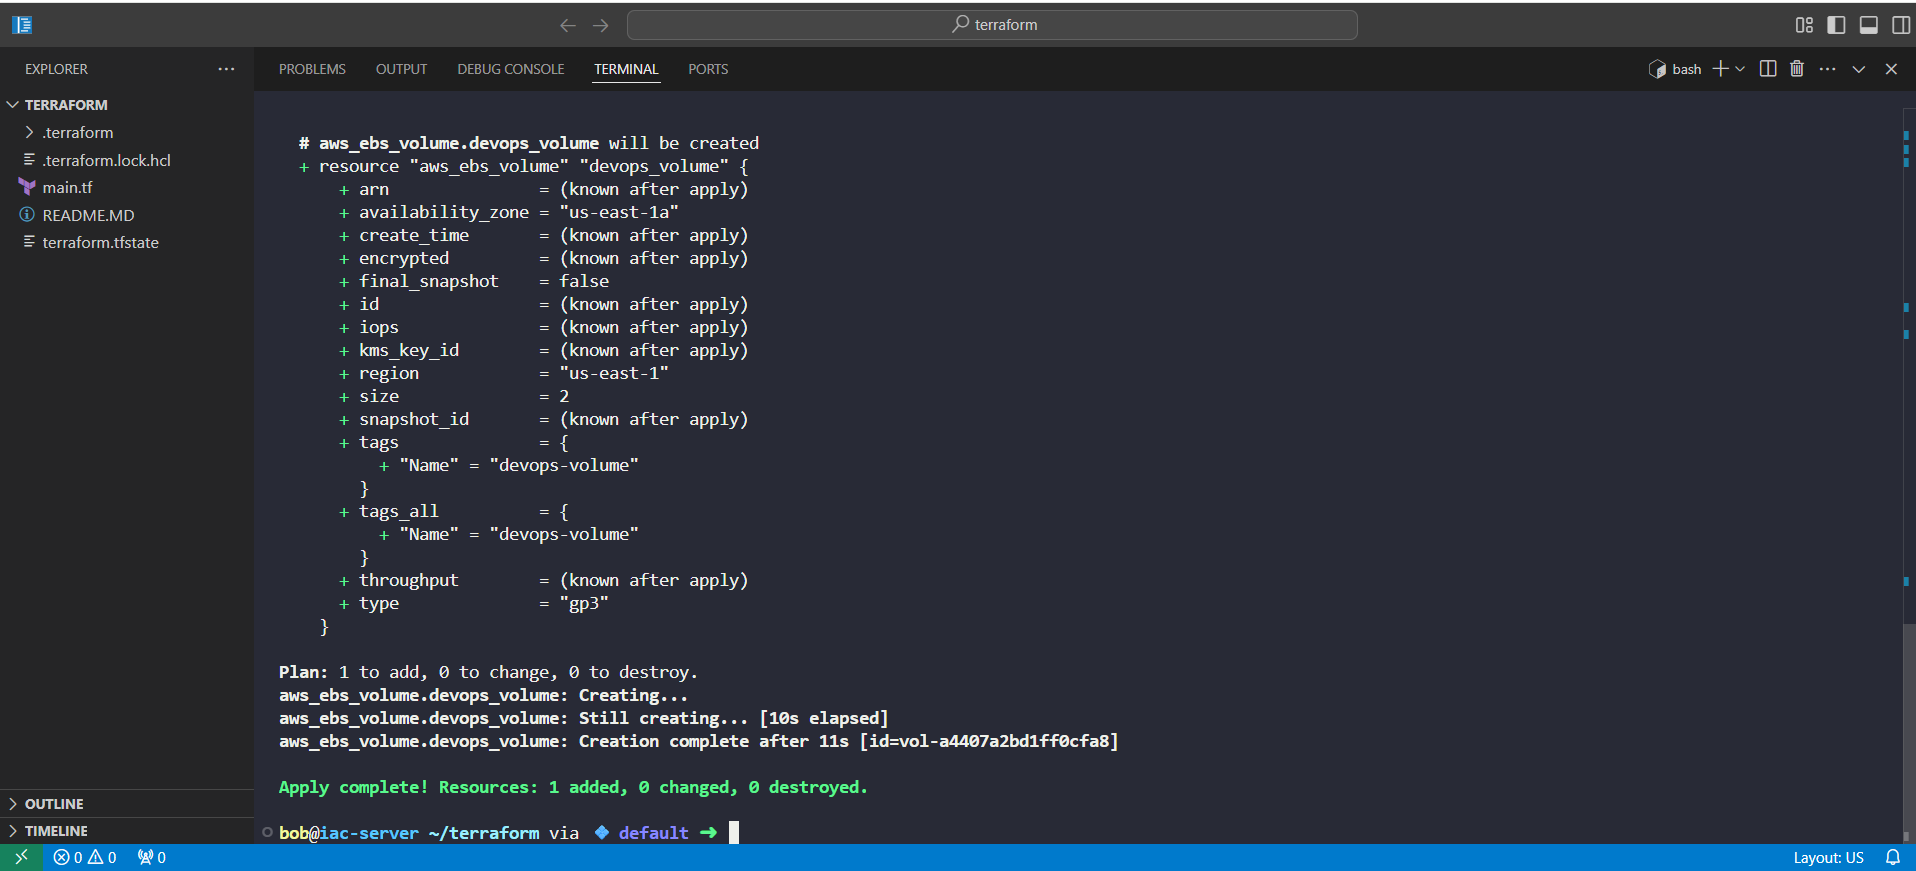 terraform
EXPLORER
PROBLEMS OUTPUT DEBUG CONSOLE TERMINAL PORTS
bash
TERRAFORM
.terraform
.terraform.lock.hcl
main.tf
README.MD
terraform.tfstate
# aws_ebs_volume.devops_volume will be created
+ resource "aws_ebs_volume" "devops_volume" {
+ arn = (known after apply)
+ availability_zone = "us-east-1a"
+ create_time = (known after apply)
+ encrypted = (known after apply)
+ final_snapshot = false
+ id = (known after apply)
+ iops = (known after apply)
+ kms_key_id = (known after apply)
+ region = "us-east-1"
+ size = 2
+ snapshot_id = (known after apply)
+ tags = {
+ "Name" = "devops-volume"
}
+ tags_all = {
+ "Name" = "devops-volume"
}
+ throughput = (known after apply)
+ type = "gp3"
}
Plan: 1 to add, 0 to change, 0 to destroy.
aws_ebs_volume.devops_volume: Creating...
aws_ebs_volume.devops_volume: Still creating... [10s elapsed]
aws_ebs_volume.devops_volume: Creation complete after 11s [id=vol-a4407a2bd1ff0cfa8]
Apply complete! Resources: 1 added, 0 changed, 0 destroyed.
bob@iac-server ~/terraform via default ➜
OUTLINE
TIMELINE
0 0 0
Layout: US